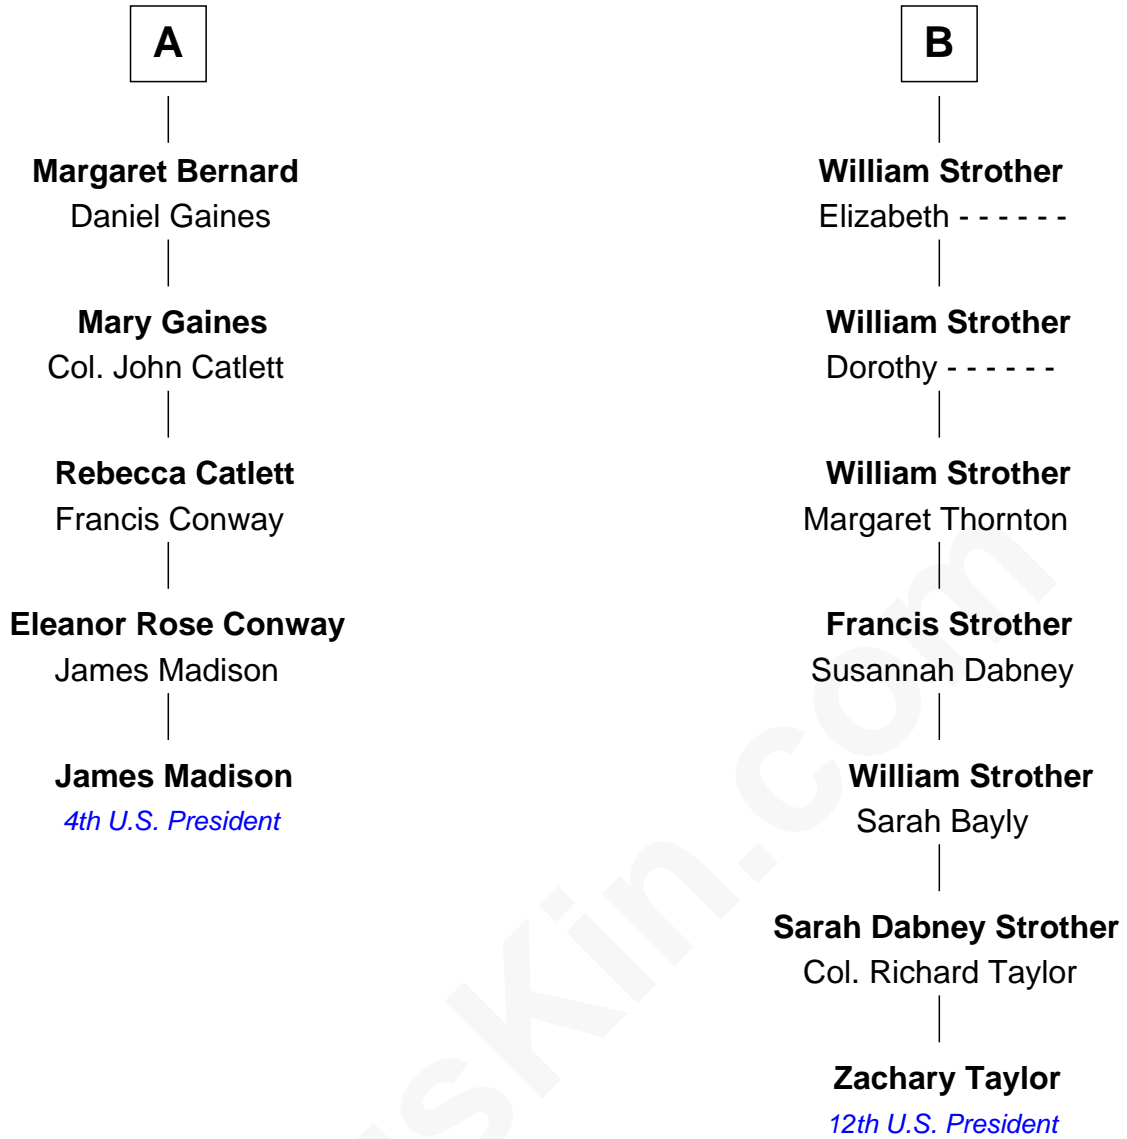 A
Margaret Bernard
Daniel Gaines
Mary Gaines
Col. John Catlett
Rebecca Catlett
Francis Conway
Eleanor Rose Conway
James Madison
James Madison
4th U.S. President
B
William Strother
Elizabeth - - - - - -
William Strother
Dorothy - - - - - -
William Strother
Margaret Thornton
Francis Strother
Susannah Dabney
William Strother
Sarah Bayly
Sarah Dabney Strother
Col. Richard Taylor
Zachary Taylor
12th U.S. President
sKin.com